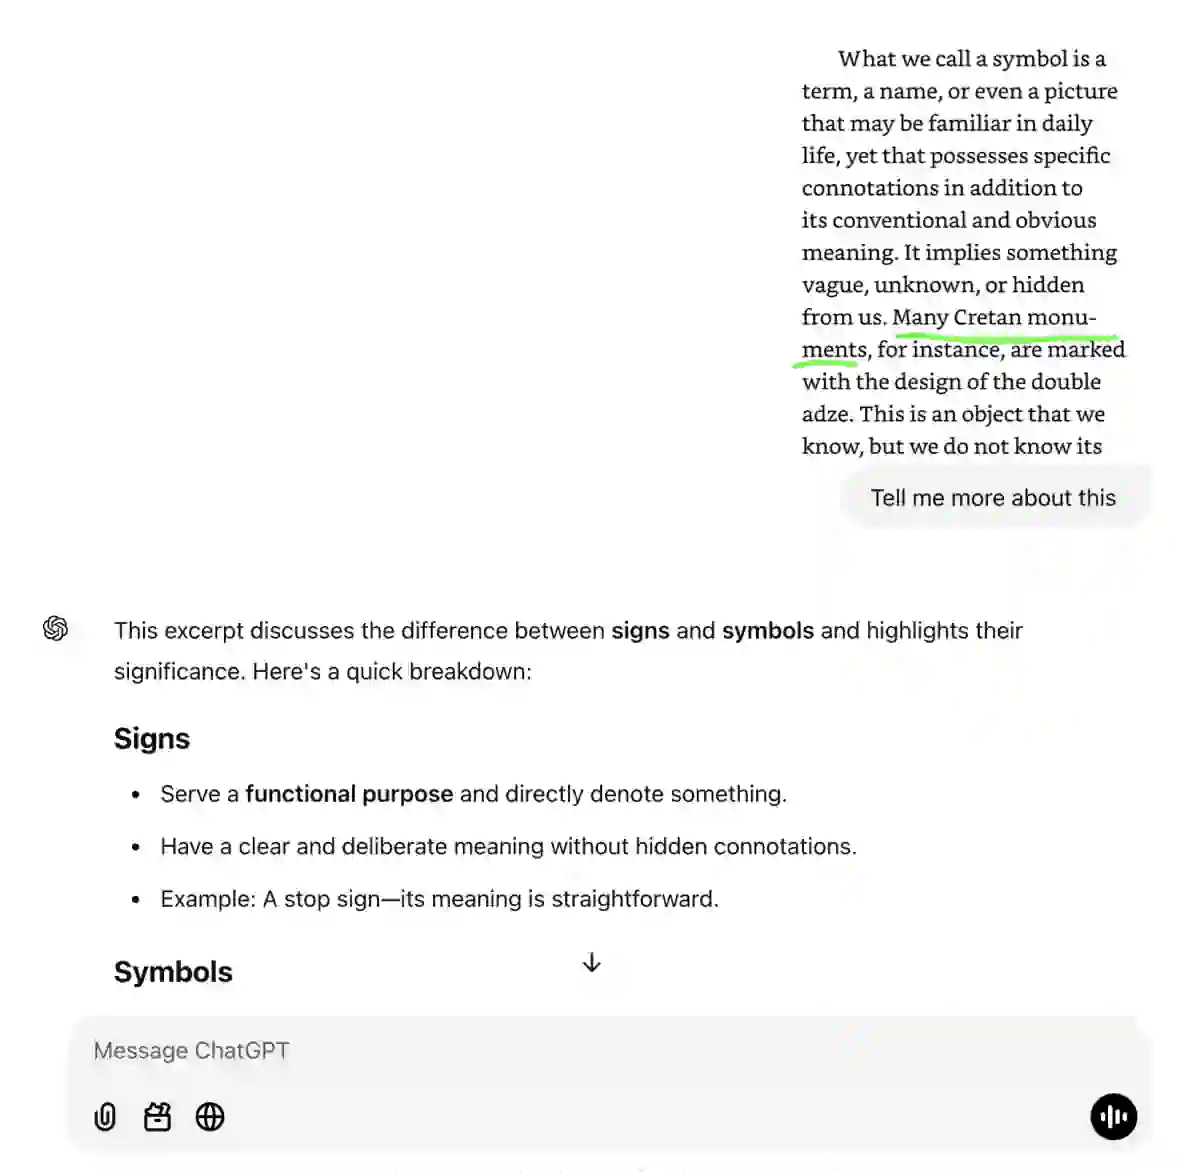 What we call a symbol is a
term, a name, or even a picture
that may be familiar in daily
life, yet that possesses specific
connotations in addition to
its conventional and obvious
meaning. It implies something
vague, unknown, or hidden
from us. Many Cretan monu-
ments, for instance, are marked
with the design of the double
adze. This is an object that we
know, but we do not know its
Tell me more about this
This excerpt discusses the difference between signs and symbols and highlights their
significance. Here's a quick breakdown:
Signs
• Serve a functional purpose and directly denote something.
• Have a clear and deliberate meaning without hidden connotations.
• Example: A stop sign—its meaning is straightforward.
Symbols
Message ChatGPT